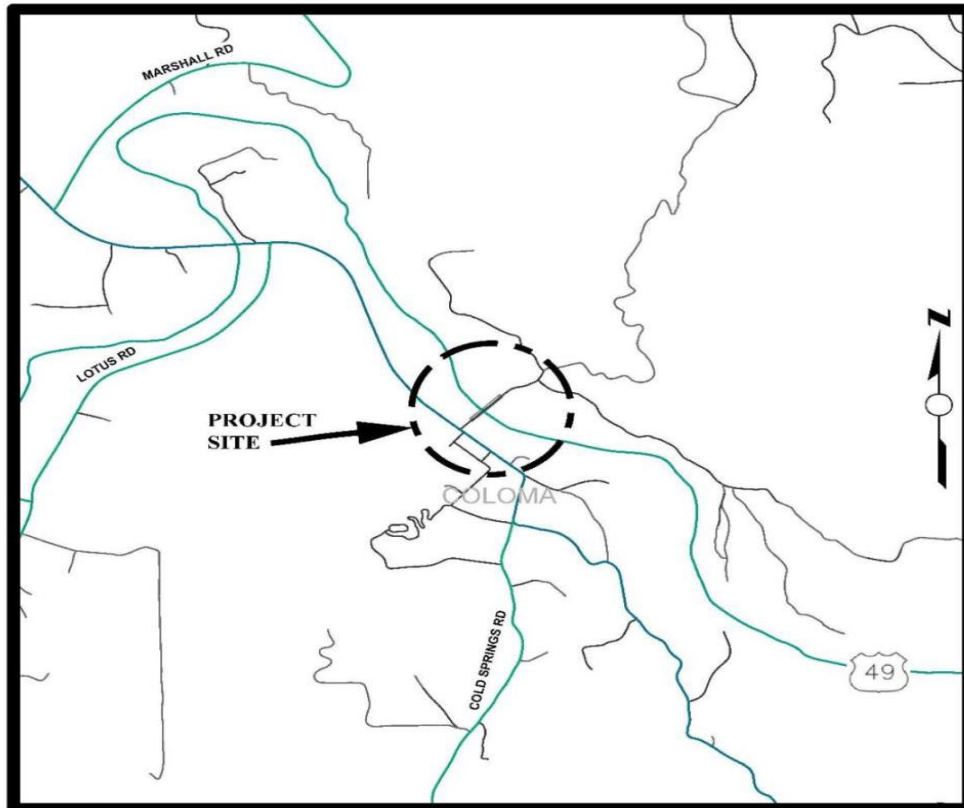 MARSHALL RD
LOTUS RD
N
PROJECT
SITE
COLOMA
COLD SPRINGS RD
49